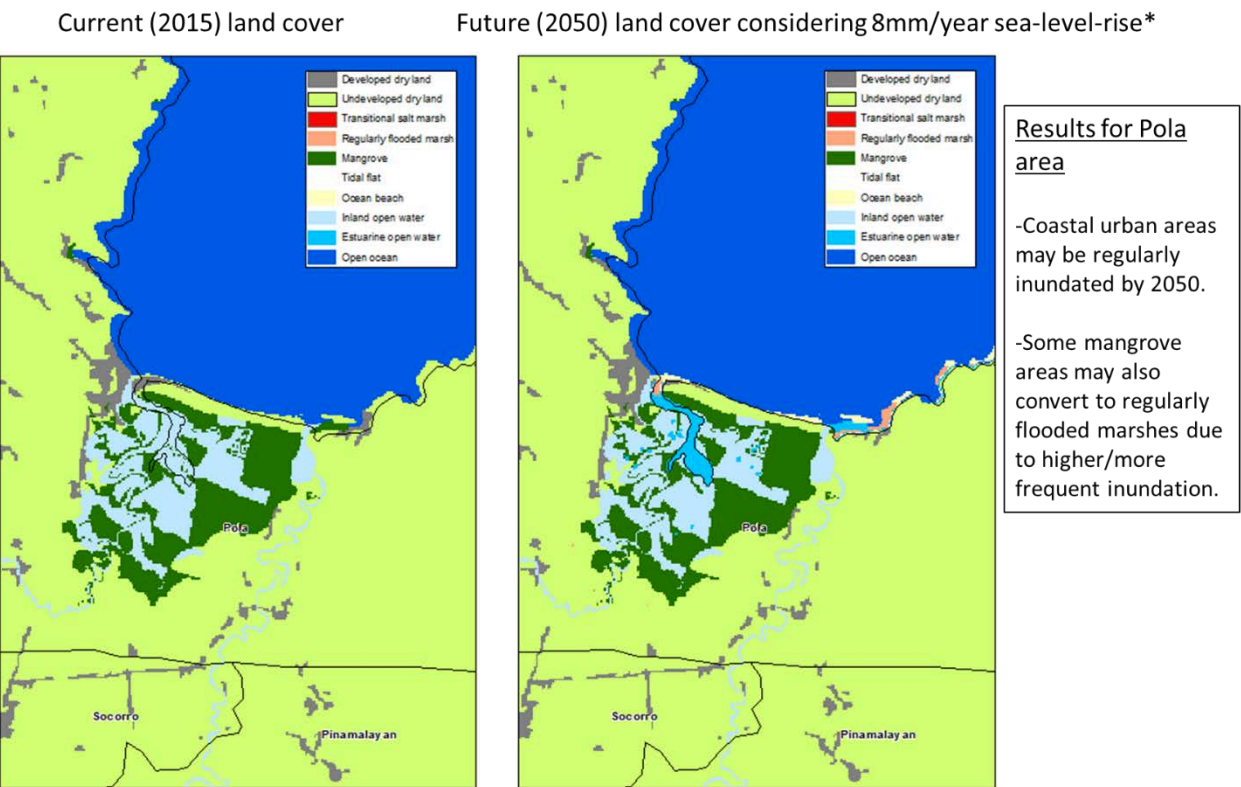 Current (2015) land cover
Future (2050) land cover considering 8mm/year sea-level-rise*
Developed dry land
Undeveloped dry land
Transitional salt marsh
Regularly flooded marsh
Mangrove
Tidal flat
Ocean beach
Inland open water
Estuarine open water
Open ocean
Pola
Socorro
Pinamalayan
Developed dry land
Undeveloped dry land
Transitional salt marsh
Regularly flooded marsh
Mangrove
Tidal flat
Ocean beach
Inland open water
Estuarine open water
Open ocean
Pola
Socorro
Pinamalayan
Results for Pola
area
-Coastal urban areas
may be regularly
inundated by 2050.
-Some mangrove
areas may also
convert to regularly
flooded marshes due
to higher/more
frequent inundation.